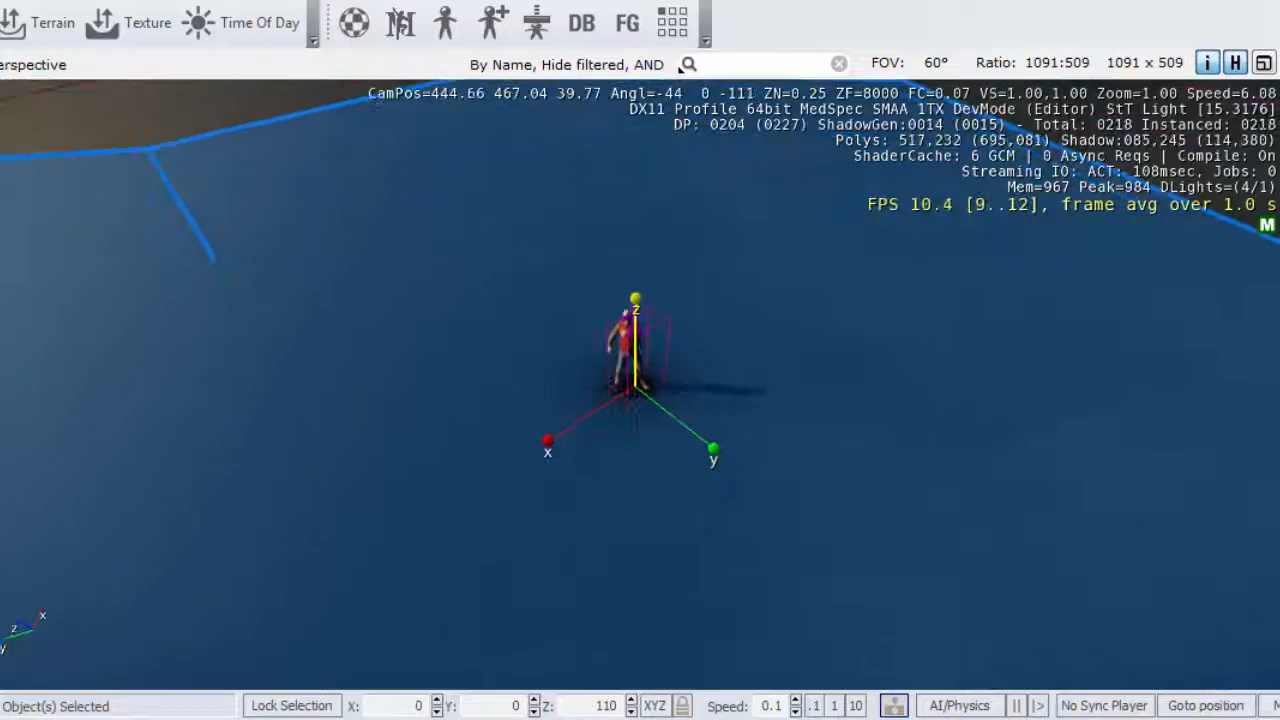 Terrain Texture Time Of Day DB FG
erspective By Name, Hide filtered, AND FOV: 60° Ratio: 1091:509 1091 x 509 i H
CamPos=444.66 467.04 39.77 Angl=-44 0 -111 ZN=0.25 ZF=8000 FC=0.07 VS=1.00,1.00 Zoom=1.00 Speed=6.08
DX11 Profile 64bit MedSpec SMAA 1TX DevMode (Editor) StT Light [15.3176]
DP: 0204 (0227) ShadowGen:0014 (0015) - Total: 0218 Instanced: 0218
Polys: 517,232 (695,081) Shadow:085,245 (114,380)
ShaderCache: 6 GCM | 0 Async Reqs | Compile: On
Streaming IO: ACT: 108msec, Jobs: 0
Mem=967 Peak=984 DLights=(4/1)
FPS 10.4 [9..12], frame avg over 1.0 s
M
z
x
y
x
z
y
Object(s) Selected Lock Selection X: 0 Y: 0 Z: 110 XYZ Speed: 0.1 .1 1 10 AI/Physics No Sync Player Goto position